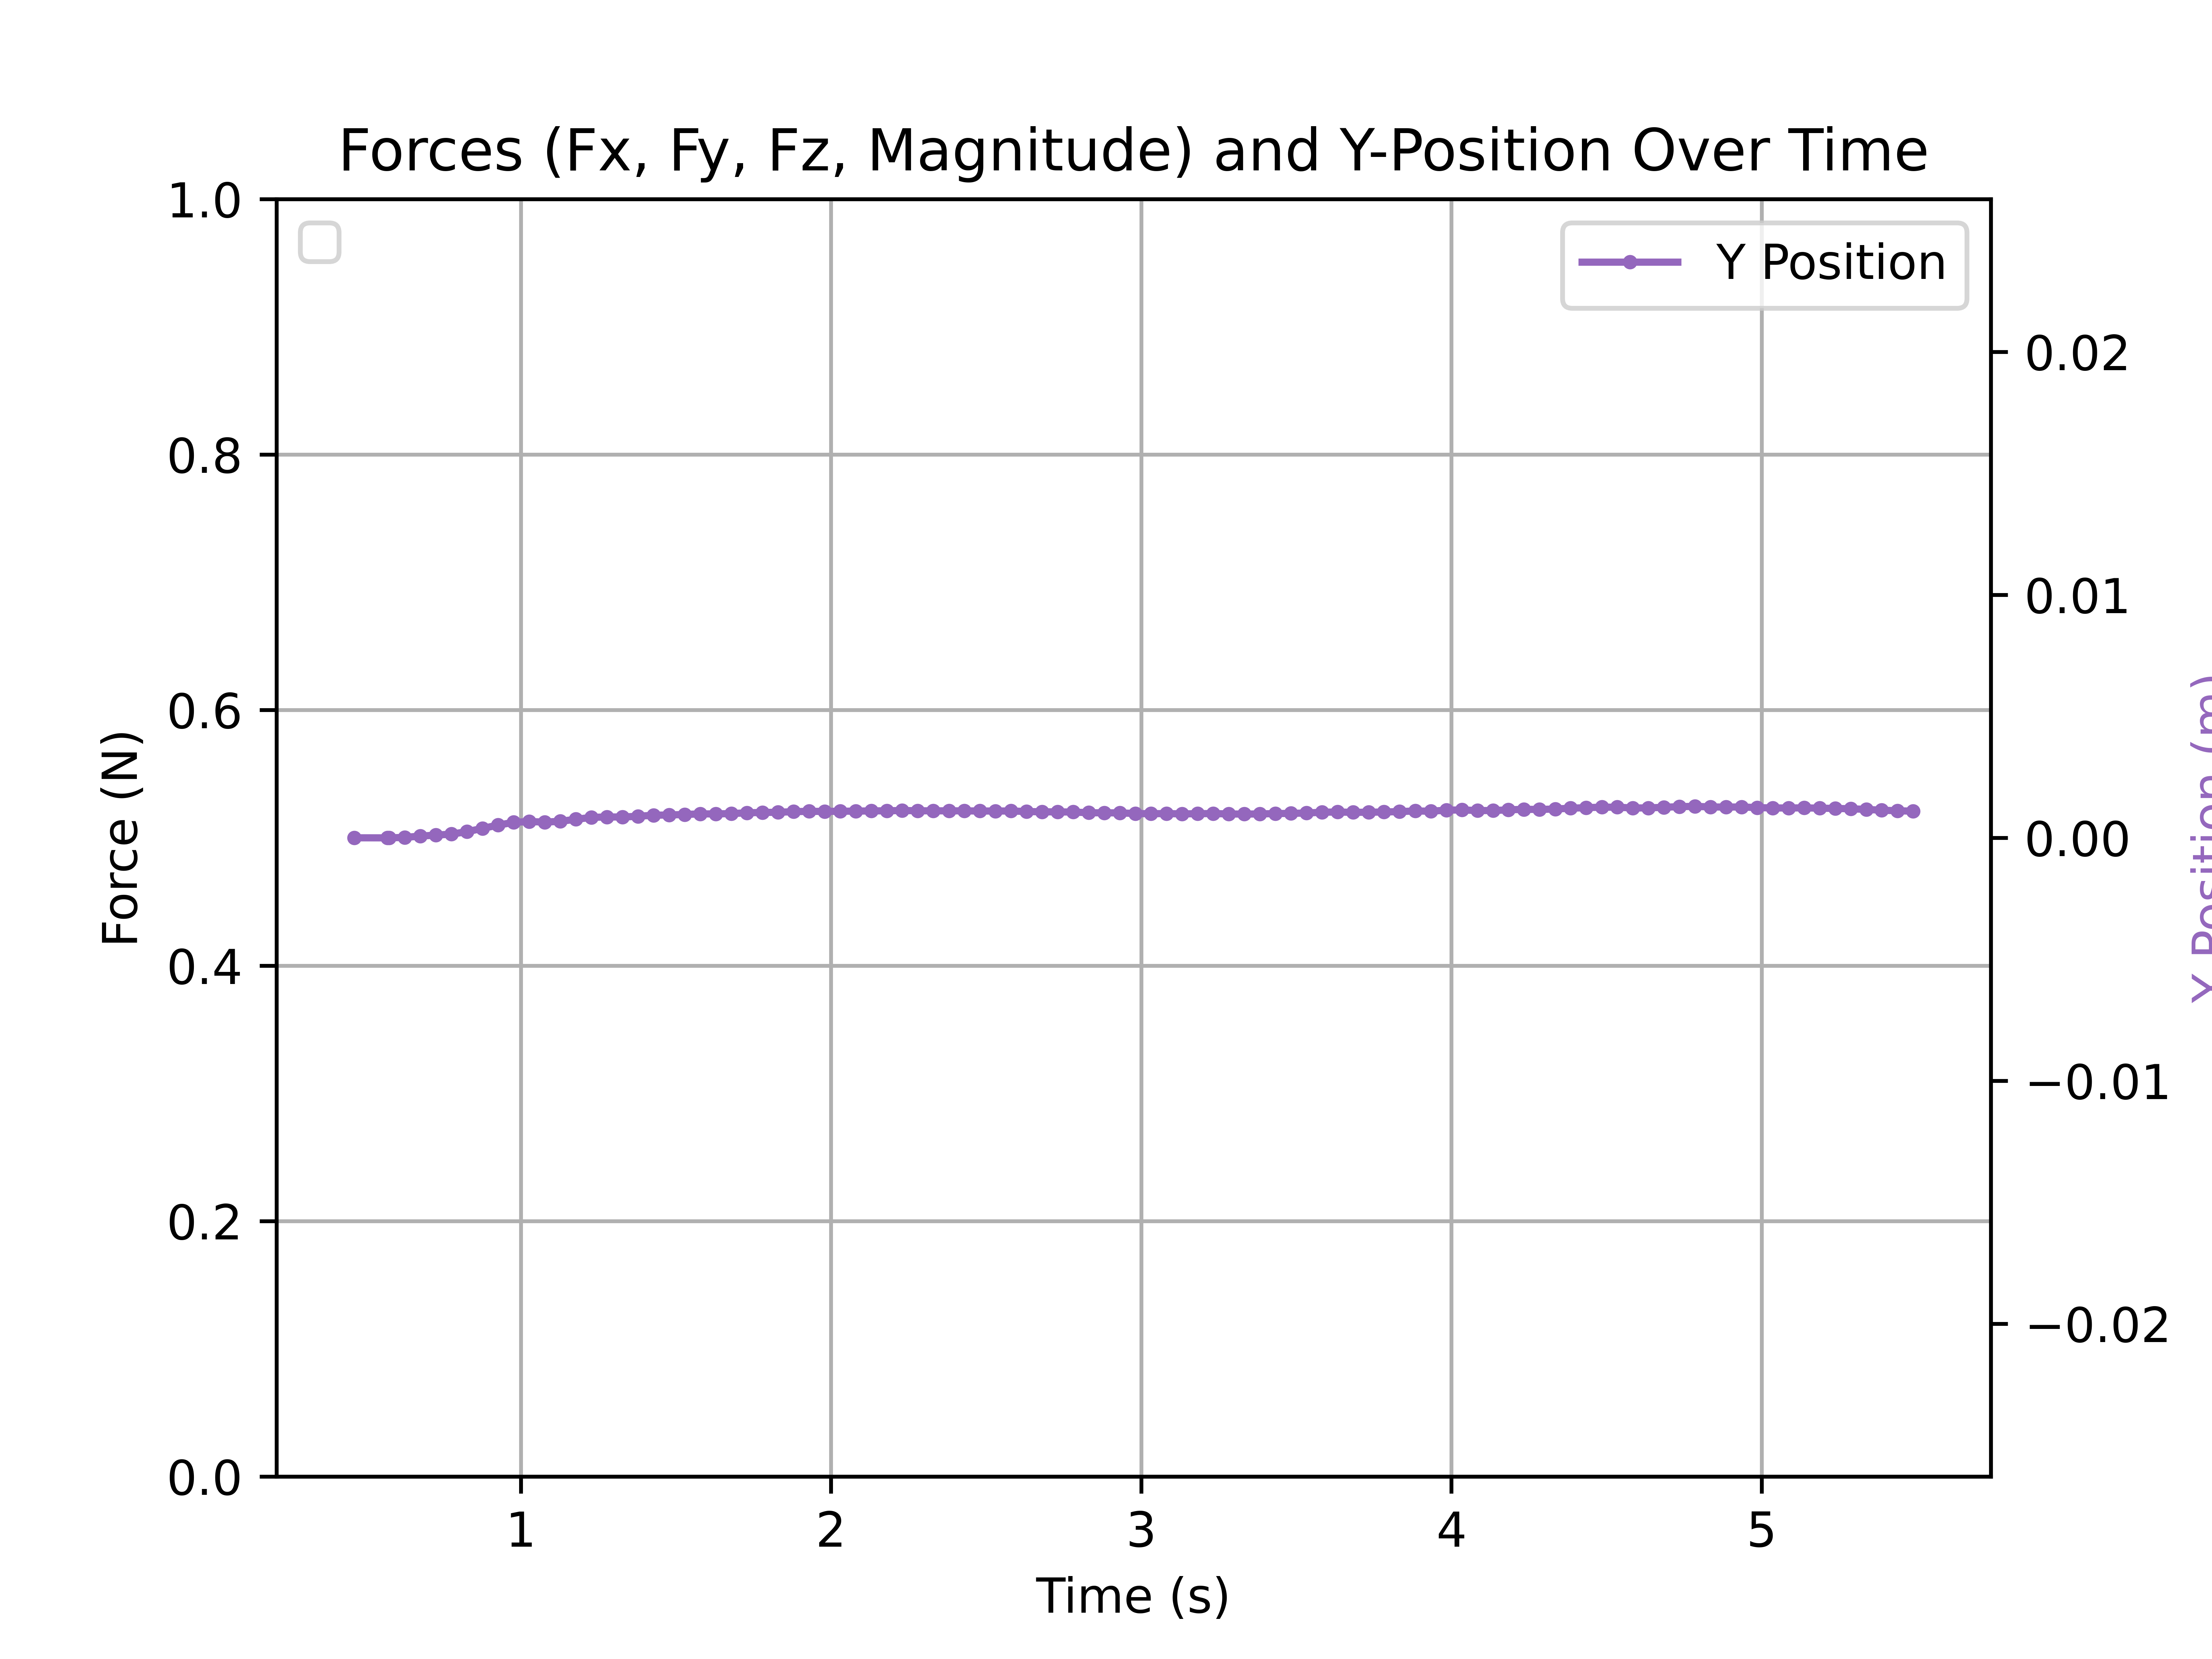 Forces (Fx, Fy, Fz, Magnitude) and Y-Position Over Time
Y Position
1.0
0.8
0.6
0.4
0.2
0.0
Force (N)
0.02
0.01
0.00
−0.01
−0.02
Y Position (m)
1 2 3 4 5
Time (s)